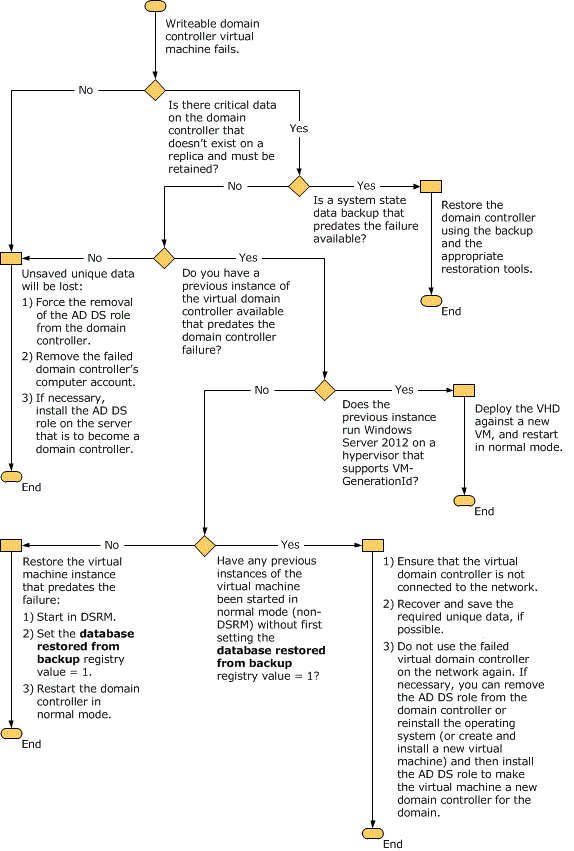 Writeable domain
controller virtual
machine fails.
No
Is there critical data
on the domain
controller that
doesn't exist on a
replica and must be
retained?
Yes
No
Yes
Is a system state
data backup that
predates the failure
available?
Restore the
domain controller
using the backup
and the
appropriate
restoration tools.
End
No
Yes
Unsaved unique data
will be lost:
1) Force the removal
of the AD DS role
from the domain
controller.
2) Remove the failed
domain controller's
computer account.
3) If necessary,
install the AD DS
role on the server
that is to become a
domain controller.
End
Do you have a
previous instance of
the virtual domain
controller available
that predates the
domain controller
failure?
No
Yes
Does the
previous instance
run Windows
Server 2012 on a
hypervisor that
supports VM-
GenerationId?
Deploy the VHD
against a new
VM, and restart
in normal mode.
End
No
Yes
Restore the virtual
machine instance
that predates the
failure:
1) Start in DSRM.
2) Set the database
restored from
backup registry
value = 1.
3) Restart the domain
controller in
normal mode.
End
Have any previous
instances of the
virtual machine
been started in
normal mode (non-
DSRM) without first
setting the
database restored
from backup
registry value = 1?
1) Ensure that the virtual
domain controller is not
connected to the network.
2) Recover and save the
required unique data, if
possible.
3) Do not use the failed
virtual domain controller
on the network again. If
necessary, you can remove
the AD DS role from the
domain controller or
reinstall the operating
system (or create and
install a new virtual
machine) and then install
the AD DS role to make
the virtual machine a new
domain controller for the
domain.
End